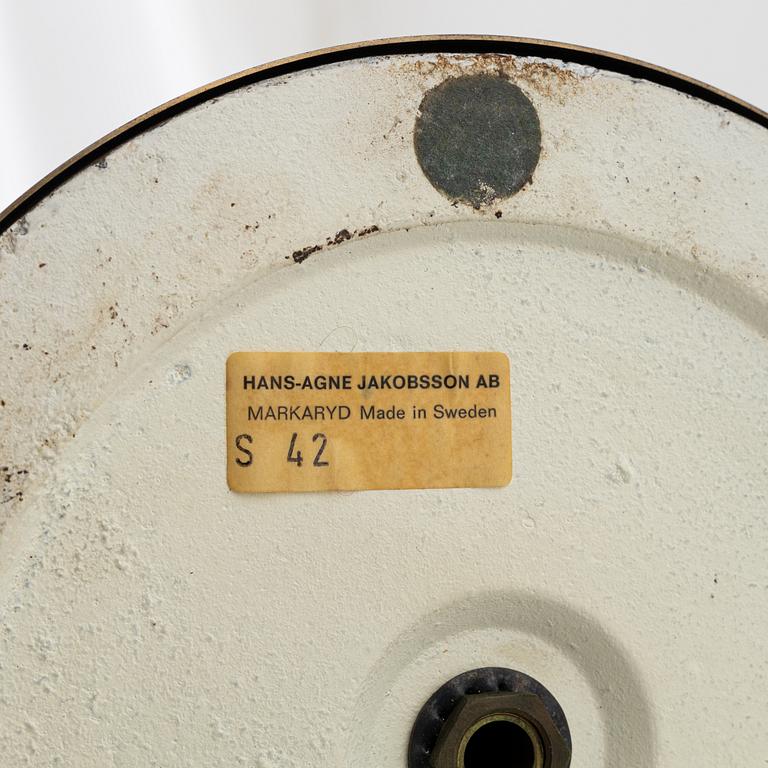 HANS-AGNE JAKOBSSON AB
MARKARYD Made in Sweden
S 42